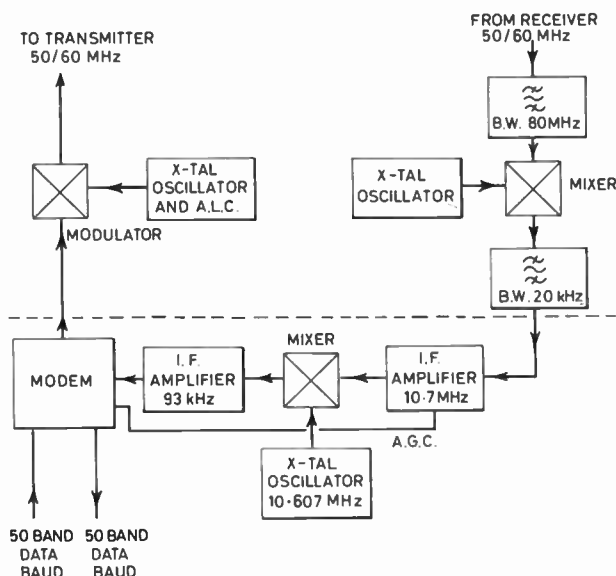 TO TRANSMITTER
50/60 MHz
FROM RECEIVER
50/60 MHz
B.W. 80MHz
X-TAL
OSCILLATOR
AND A.L.C.
MODULATOR
X-TAL
OSCILLATOR
MIXER
B.W. 20 kHz
MODEM
I.F.
AMPLIFIER
93 kHz
MIXER
I.F.
AMPLIFIER
10·7MHz
A.G.C.
X-TAL
OSCILLATOR
10·607 MHz
50 BAND
DATA
BAUD
50 BAND
DATA
BAUD